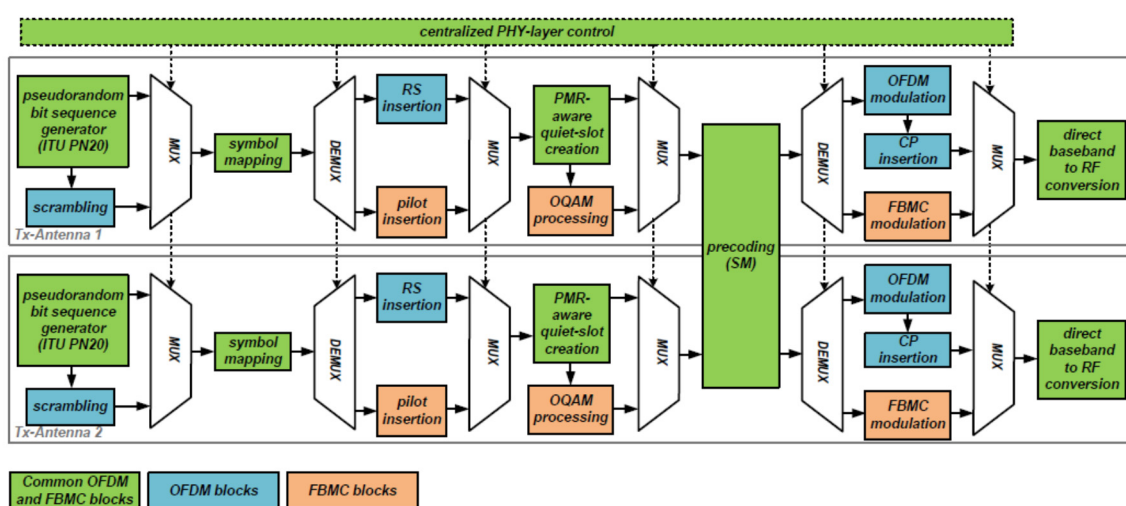 centralized PHY-layer control
pseudorandom
bit sequence
generator
(ITU PN20)
scrambling
MUX
symbol
mapping
DEMUX
RS
insertion
pilot
insertion
MUX
PMR-
aware
quiet-slot
creation
OQAM
processing
MUX
precoding
(SM)
DEMUX
OFDM
modulation
CP
insertion
FBMC
modulation
MUX
direct
baseband
to RF
conversion
Tx-Antenna 1
pseudorandom
bit sequence
generator
(ITU PN20)
scrambling
MUX
symbol
mapping
DEMUX
RS
insertion
pilot
insertion
MUX
PMR-
aware
quiet-slot
creation
OQAM
processing
MUX
DEMUX
OFDM
modulation
CP
insertion
FBMC
modulation
MUX
direct
baseband
to RF
conversion
Tx-Antenna 2
Common OFDM
and FBMC blocks
OFDM blocks
FBMC blocks